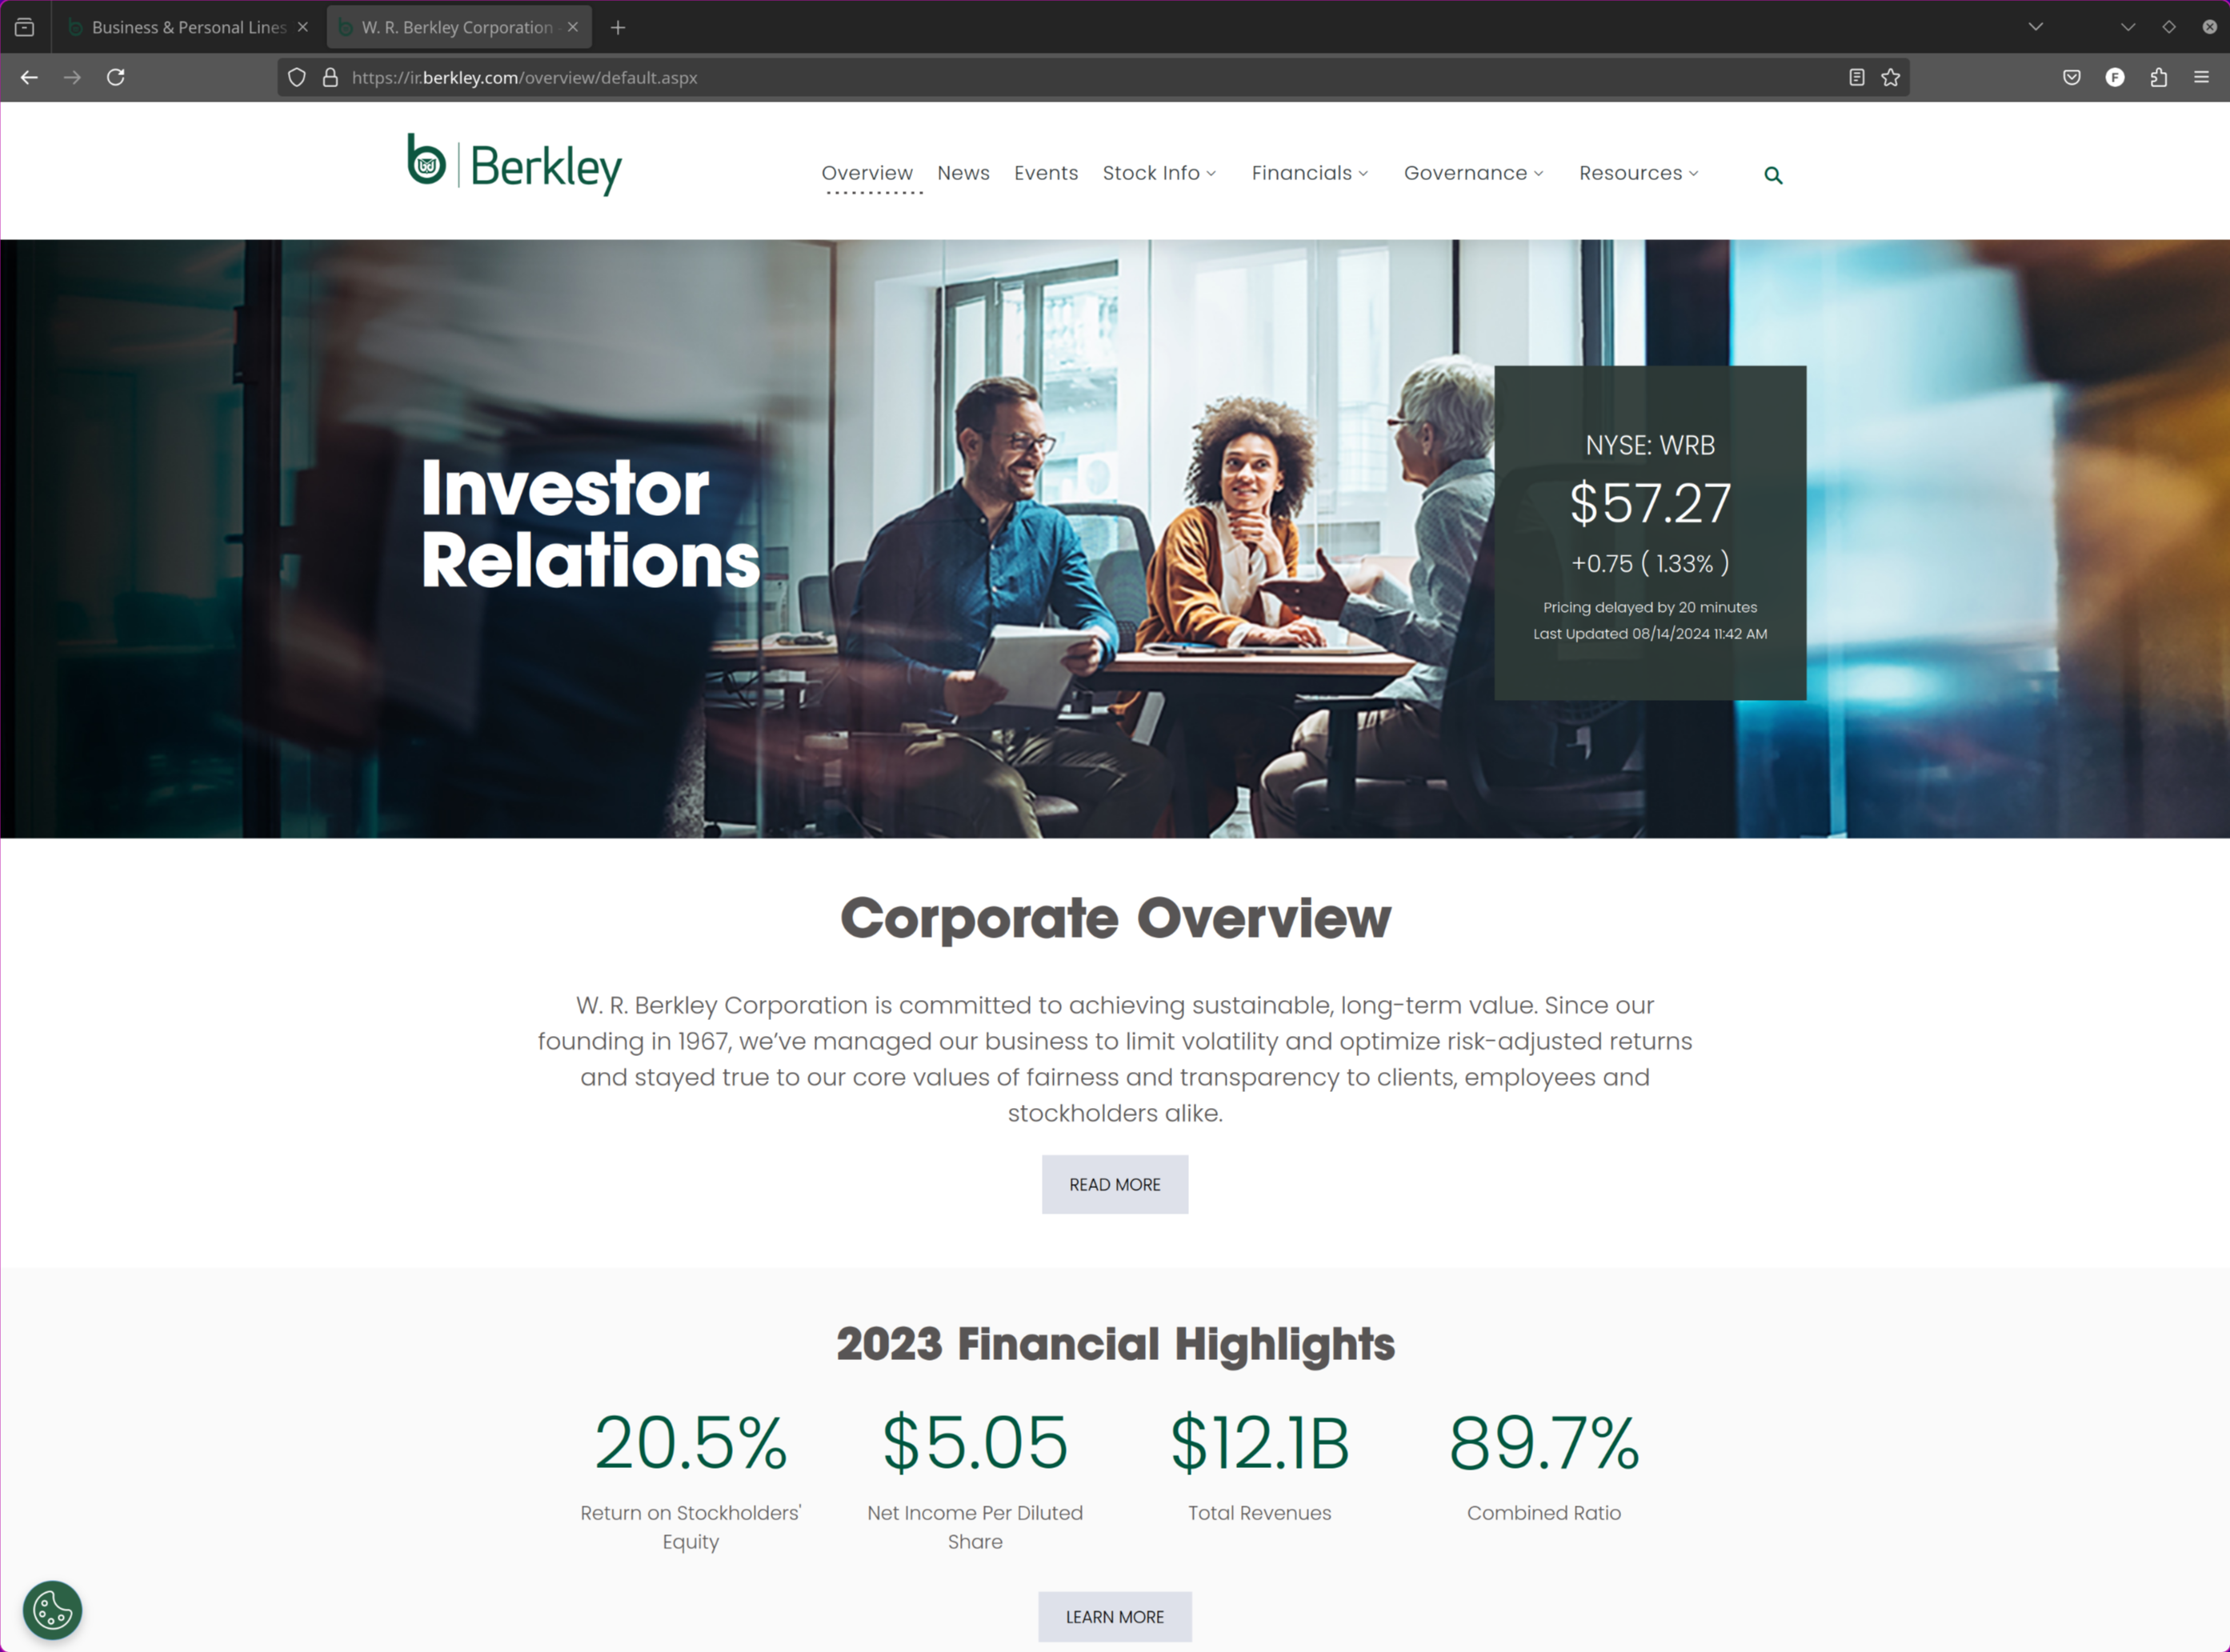 Business & Personal Lines
W. R. Berkley Corporation
https://ir.berkley.com/overview/default.aspx
F
b | Berkley
Overview
News
Events
Stock Info
Financials
Governance
Resources
Investor
Relations
NYSE: WRB
$57.27
+0.75 ( 1.33% )
Pricing delayed by 20 minutes
Last Updated 08/14/2024 11:42 AM
Corporate Overview
W. R. Berkley Corporation is committed to achieving sustainable, long-term value. Since our
founding in 1967, we’ve managed our business to limit volatility and optimize risk-adjusted returns
and stayed true to our core values of fairness and transparency to clients, employees and
stockholders alike.
READ MORE
2023 Financial Highlights
20.5%
Return on Stockholders'
Equity
$5.05
Net Income Per Diluted
Share
$12.1B
Total Revenues
89.7%
Combined Ratio
LEARN MORE